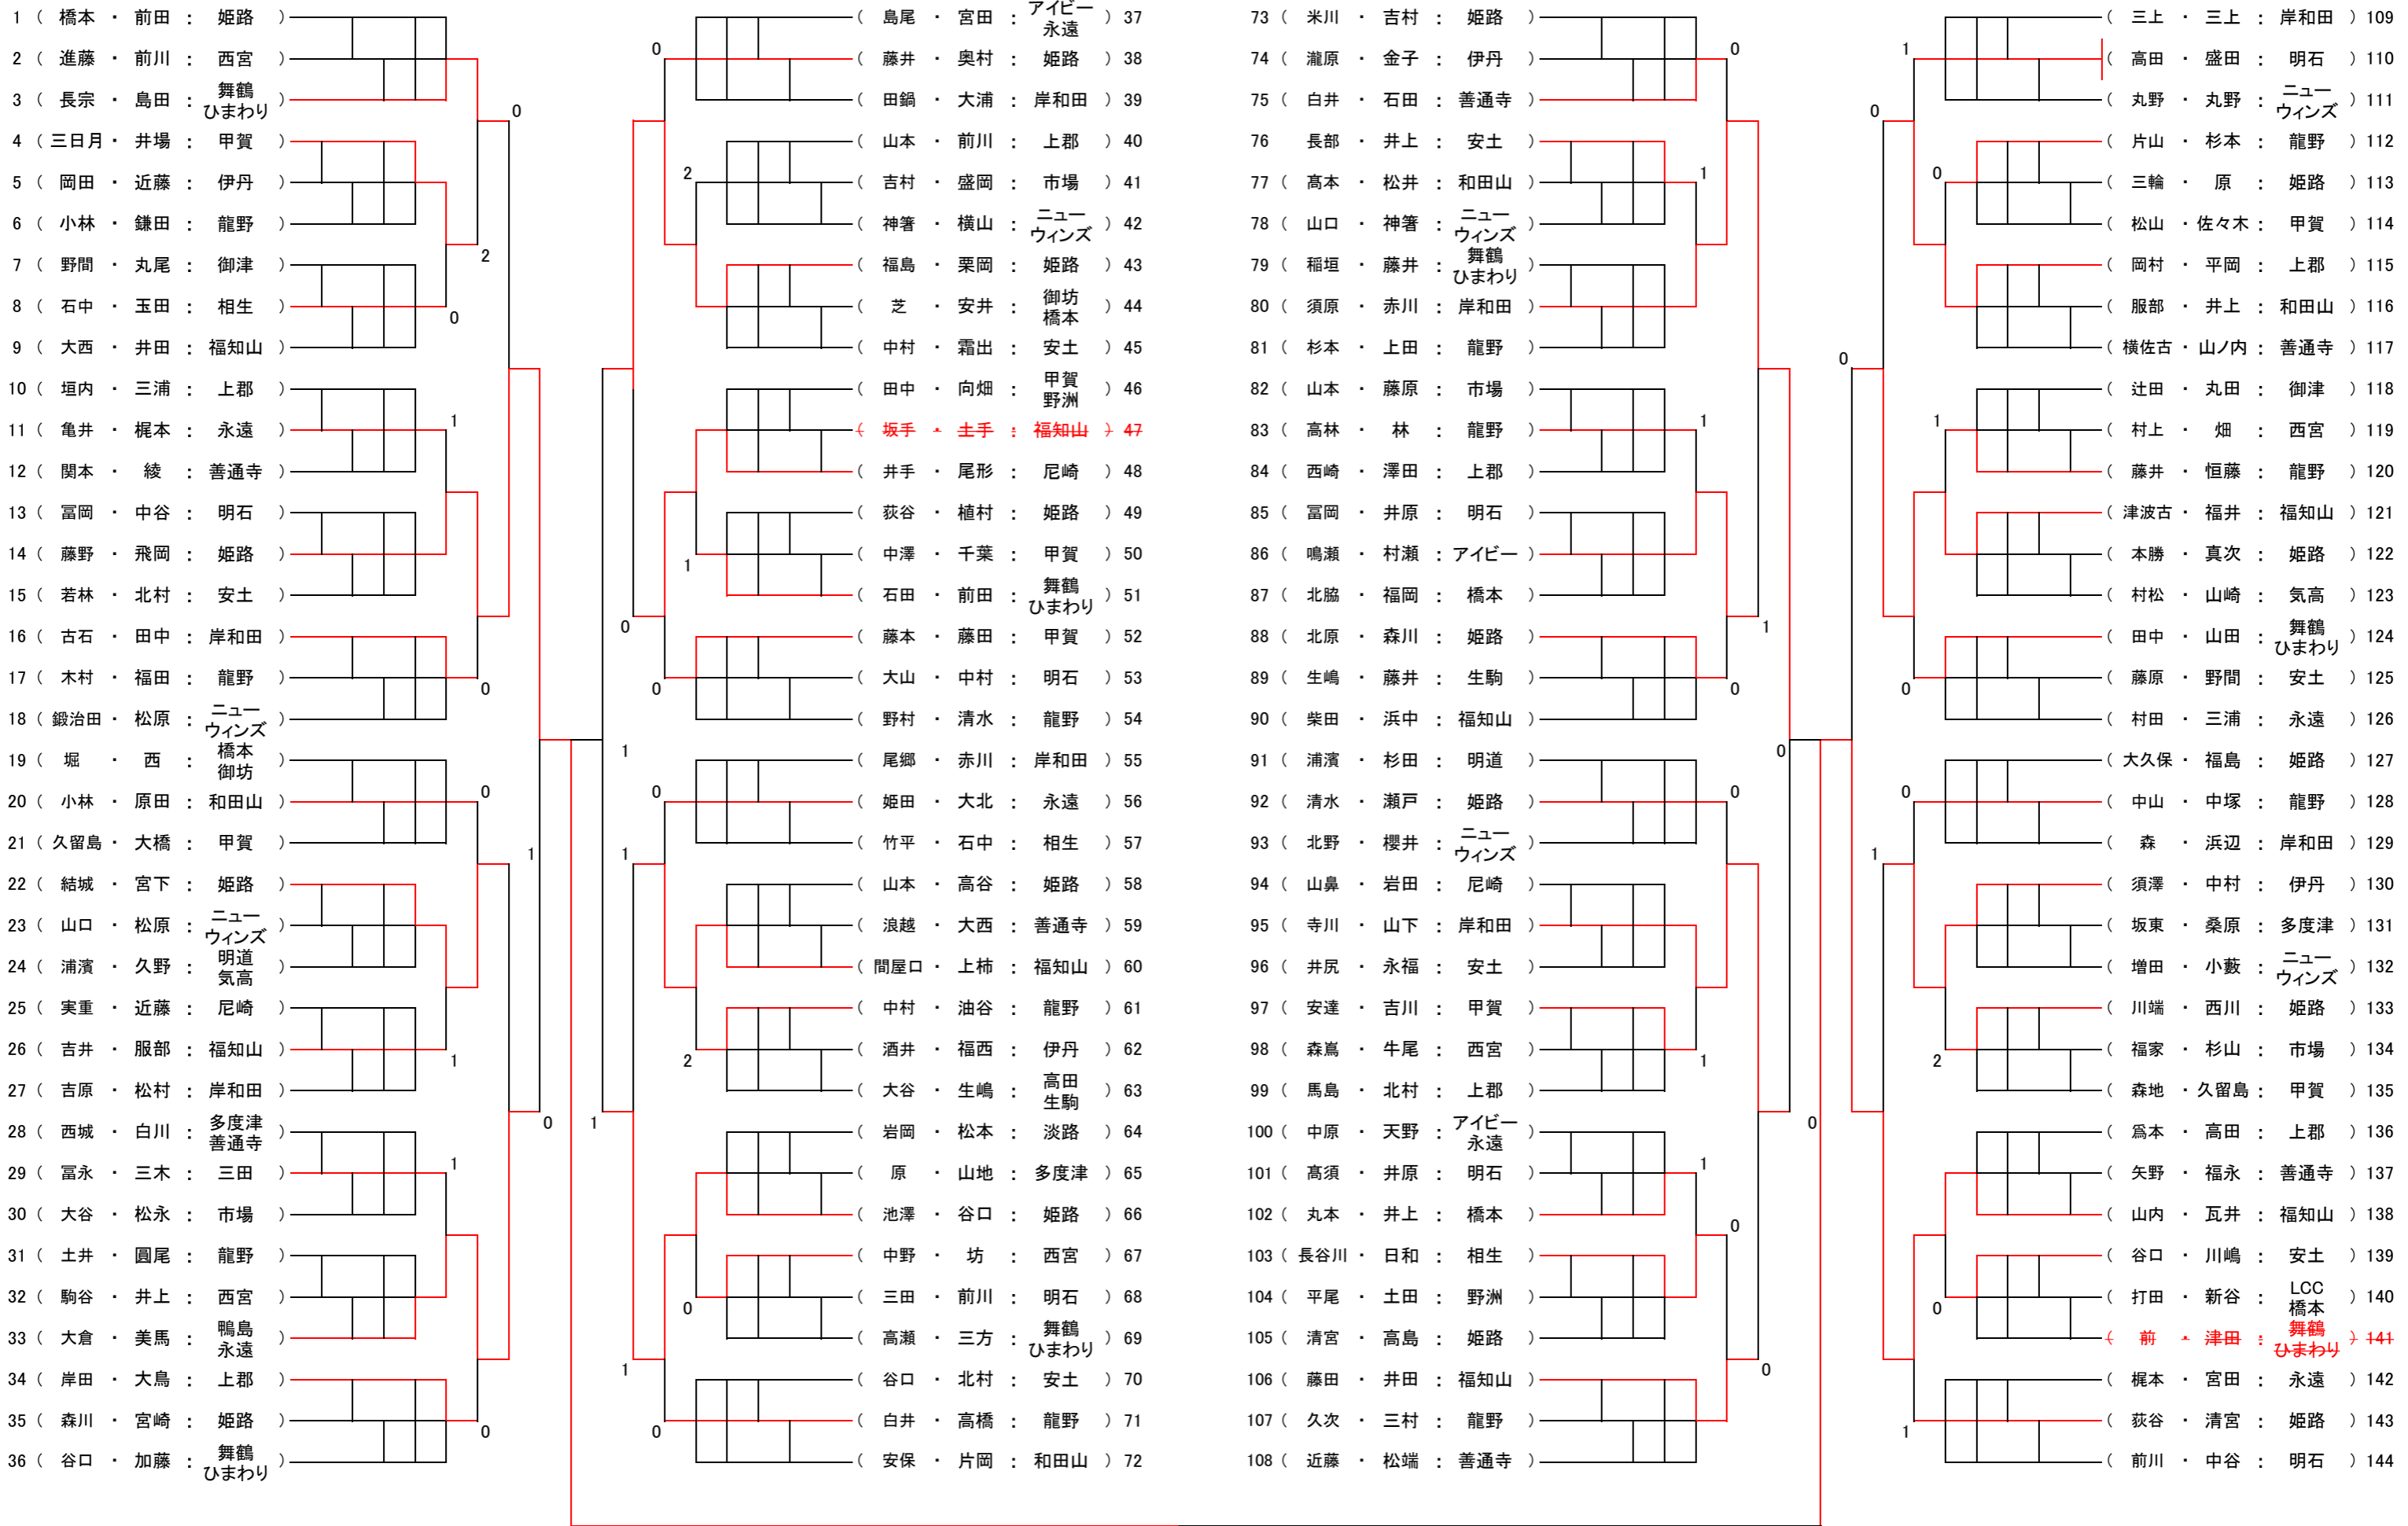 1 ( 橋本 ・ 前田 : 姫路 )
2 ( 進藤 ・ 前川 : 西宮 )
3 ( 長宗 ・ 島田 : 舞鶴 ひまわり )
4 ( 三日月 ・ 井場 : 甲賀 )
5 ( 岡田 ・ 近藤 : 伊丹 )
6 ( 小林 ・ 鎌田 : 龍野 )
7 ( 野間 ・ 丸尾 : 御津 )
8 ( 石中 ・ 玉田 : 相生 )
9 ( 大西 ・ 井田 : 福知山 )
10 ( 垣内 ・ 三浦 : 上郡 )
11 ( 亀井 ・ 梶本 : 永遠 )
12 ( 関本 ・ 綾 : 善通寺 )
13 ( 冨岡 ・ 中谷 : 明石 )
14 ( 藤野 ・ 飛岡 : 姫路 )
15 ( 若林 ・ 北村 : 安土 )
16 ( 古石 ・ 田中 : 岸和田 )
17 ( 木村 ・ 福田 : 龍野 )
18 ( 鍛治田 ・ 松原 : ニュー ウィンズ )
19 ( 堀 ・ 西 : 橋本 御坊 )
20 ( 小林 ・ 原田 : 和田山 )
21 ( 久留島 ・ 大橋 : 甲賀 )
22 ( 結城 ・ 宮下 : 姫路 )
23 ( 山口 ・ 松原 : ニュー ウィンズ )
24 ( 浦濱 ・ 久野 : 明道 気高 )
25 ( 実重 ・ 近藤 : 尼崎 )
26 ( 吉井 ・ 服部 : 福知山 )
27 ( 吉原 ・ 松村 : 岸和田 )
28 ( 西城 ・ 白川 : 多度津 善通寺 )
29 ( 冨永 ・ 三木 : 三田 )
30 ( 大谷 ・ 松永 : 市場 )
31 ( 土井 ・ 圓尾 : 龍野 )
32 ( 駒谷 ・ 井上 : 西宮 )
33 ( 大倉 ・ 美馬 : 鴨島 永遠 )
34 ( 岸田 ・ 大鳥 : 上郡 )
35 ( 森川 ・ 宮崎 : 姫路 )
36 ( 谷口 ・ 加藤 : 舞鶴 ひまわり )
0
2
0
1
0
0
1
1
0
1
0
0
( 島尾 ・ 宮田 : アイビー 永遠 ) 37
( 藤井 ・ 奥村 : 姫路 ) 38
( 田鍋 ・ 大浦 : 岸和田 ) 39
( 山本 ・ 前川 : 上郡 ) 40
( 吉村 ・ 盛岡 : 市場 ) 41
( 神箸 ・ 横山 : ニュー ウィンズ ) 42
( 福島 ・ 栗岡 : 姫路 ) 43
( 芝 ・ 安井 : 御坊 橋本 ) 44
( 中村 ・ 霜出 : 安土 ) 45
( 田中 ・ 向畑 : 甲賀 野洲 ) 46
( 坂手 ・ 土手 : 福知山 ) 47
( 井手 ・ 尾形 : 尼崎 ) 48
( 荻谷 ・ 植村 : 姫路 ) 49
( 中澤 ・ 千葉 : 甲賀 ) 50
( 石田 ・ 前田 : 舞鶴 ひまわり ) 51
( 藤本 ・ 藤田 : 甲賀 ) 52
( 大山 ・ 中村 : 明石 ) 53
( 野村 ・ 清水 : 龍野 ) 54
( 尾郷 ・ 赤川 : 岸和田 ) 55
( 姫田 ・ 大北 : 永遠 ) 56
( 竹平 ・ 石中 : 相生 ) 57
( 山本 ・ 高谷 : 姫路 ) 58
( 浪越 ・ 大西 : 善通寺 ) 59
( 間屋口 ・ 上柿 : 福知山 ) 60
( 中村 ・ 油谷 : 龍野 ) 61
( 酒井 ・ 福西 : 伊丹 ) 62
( 大谷 ・ 生嶋 : 高田 生駒 ) 63
( 岩岡 ・ 松本 : 淡路 ) 64
( 原 ・ 山地 : 多度津 ) 65
( 池澤 ・ 谷口 : 姫路 ) 66
( 中野 ・ 坊 : 西宮 ) 67
( 三田 ・ 前川 : 明石 ) 68
( 高瀬 ・ 三方 : 舞鶴 ひまわり ) 69
( 谷口 ・ 北村 : 安土 ) 70
( 白井 ・ 高橋 : 龍野 ) 71
( 安保 ・ 片岡 : 和田山 ) 72
0
2
1
0
0
1
0
1
2
1
0
1
0
73 ( 米川 ・ 吉村 : 姫路 )
74 ( 瀧原 ・ 金子 : 伊丹 )
75 ( 白井 ・ 石田 : 善通寺 )
76 長部 ・ 井上 : 安土 )
77 ( 髙本 ・ 松井 : 和田山 )
78 ( 山口 ・ 神箸 : ニュー ウィンズ )
79 ( 稲垣 ・ 藤井 : 舞鶴 ひまわり )
80 ( 須原 ・ 赤川 : 岸和田 )
81 ( 杉本 ・ 上田 : 龍野 )
82 ( 山本 ・ 藤原 : 市場 )
83 ( 高林 ・ 林 : 龍野 )
84 ( 西崎 ・ 澤田 : 上郡 )
85 ( 冨岡 ・ 井原 : 明石 )
86 ( 鳴瀬 ・ 村瀬 : アイビー )
87 ( 北脇 ・ 福岡 : 橋本 )
88 ( 北原 ・ 森川 : 姫路 )
89 ( 生嶋 ・ 藤井 : 生駒 )
90 ( 柴田 ・ 浜中 : 福知山 )
91 ( 浦濱 ・ 杉田 : 明道 )
92 ( 清水 ・ 瀬戸 : 姫路 )
93 ( 北野 ・ 櫻井 : ニュー ウィンズ )
94 ( 山鼻 ・ 岩田 : 尼崎 )
95 ( 寺川 ・ 山下 : 岸和田 )
96 ( 井尻 ・ 永福 : 安土 )
97 ( 安達 ・ 吉川 : 甲賀 )
98 ( 森嶌 ・ 牛尾 : 西宮 )
99 ( 馬島 ・ 北村 : 上郡 )
100 ( 中原 ・ 天野 : アイビー 永遠 )
101 ( 髙須 ・ 井原 : 明石 )
102 ( 丸本 ・ 井上 : 橋本 )
103 ( 長谷川 ・ 日和 : 相生 )
104 ( 平尾 ・ 土田 : 野洲 )
105 ( 清宮 ・ 高島 : 姫路 )
106 ( 藤田 ・ 井田 : 福知山 )
107 ( 久次 ・ 三村 : 龍野 )
108 ( 近藤 ・ 松端 : 善通寺 )
0
1
1
1
0
0
0
1
1
0
0
0
( 三上 ・ 三上 : 岸和田 ) 109
( 高田 ・ 盛田 : 明石 ) 110
( 丸野 ・ 丸野 : ニュー ウィンズ ) 111
( 片山 ・ 杉本 : 龍野 ) 112
( 三輪 ・ 原 : 姫路 ) 113
( 松山 ・ 佐々木 : 甲賀 ) 114
( 岡村 ・ 平岡 : 上郡 ) 115
( 服部 ・ 井上 : 和田山 ) 116
( 横佐古 ・ 山ノ内 : 善通寺 ) 117
( 辻田 ・ 丸田 : 御津 ) 118
( 村上 ・ 畑 : 西宮 ) 119
( 藤井 ・ 恒藤 : 龍野 ) 120
( 津波古 ・ 福井 : 福知山 ) 121
( 本勝 ・ 真次 : 姫路 ) 122
( 村松 ・ 山崎 : 気高 ) 123
( 田中 ・ 山田 : 舞鶴 ひまわり ) 124
( 藤原 ・ 野間 : 安土 ) 125
( 村田 ・ 三浦 : 永遠 ) 126
( 大久保 ・ 福島 : 姫路 ) 127
( 中山 ・ 中塚 : 龍野 ) 128
( 森 ・ 浜辺 : 岸和田 ) 129
( 須澤 ・ 中村 : 伊丹 ) 130
( 坂東 ・ 桑原 : 多度津 ) 131
( 増田 ・ 小藪 : ニュー ウィンズ ) 132
( 川端 ・ 西川 : 姫路 ) 133
( 福家 ・ 杉山 : 市場 ) 134
( 森地 ・ 久留島 : 甲賀 ) 135
( 爲本 ・ 高田 : 上郡 ) 136
( 矢野 ・ 福永 : 善通寺 ) 137
( 山内 ・ 瓦井 : 福知山 ) 138
( 谷口 ・ 川嶋 : 安土 ) 139
( 打田 ・ 新谷 : LCC 橋本 ) 140
( 前 ・ 津田 : 舞鶴 ひまわり ) 141
( 梶本 ・ 宮田 : 永遠 ) 142
( 荻谷 ・ 清宮 : 姫路 ) 143
( 前川 ・ 中谷 : 明石 ) 144
1
0
0
0
1
0
0
1
2
0
0
1